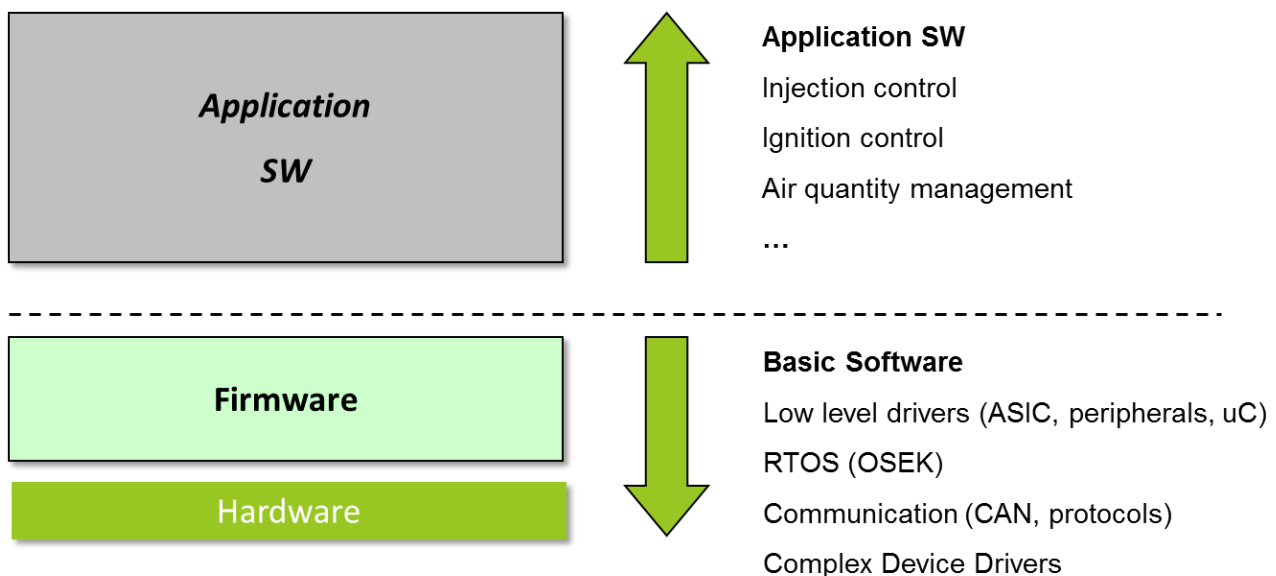 Application
SW
Application SW
Injection control
Ignition control
Air quantity management
...
Firmware
Hardware
Basic Software
Low level drivers (ASIC, peripherals, uC)
RTOS (OSEK)
Communication (CAN, protocols)
Complex Device Drivers